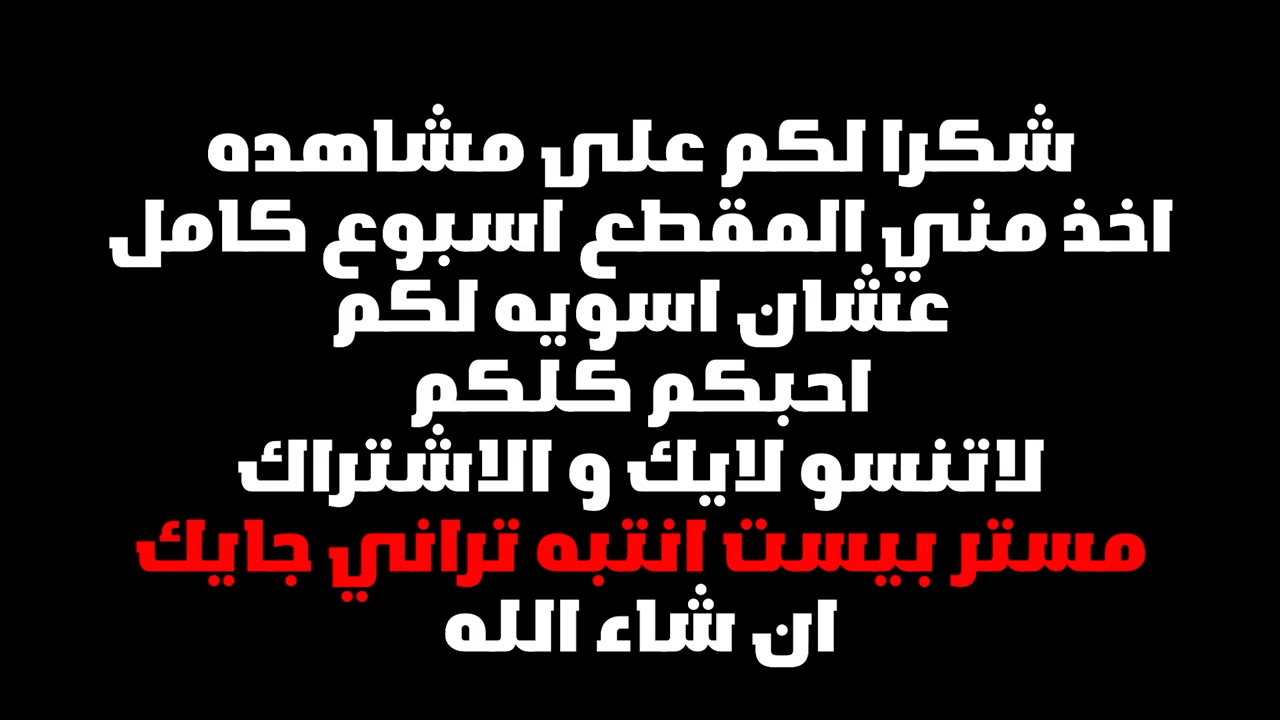 شكرا لكم على مشاهده
اخذ مني المقطع اسبوع كامل
عشان اسويه لكم
احبكم كلكم
لاتنسو لايك و الاشتراك
مستر بيست انتبه تراني جايك
ان شاء الله